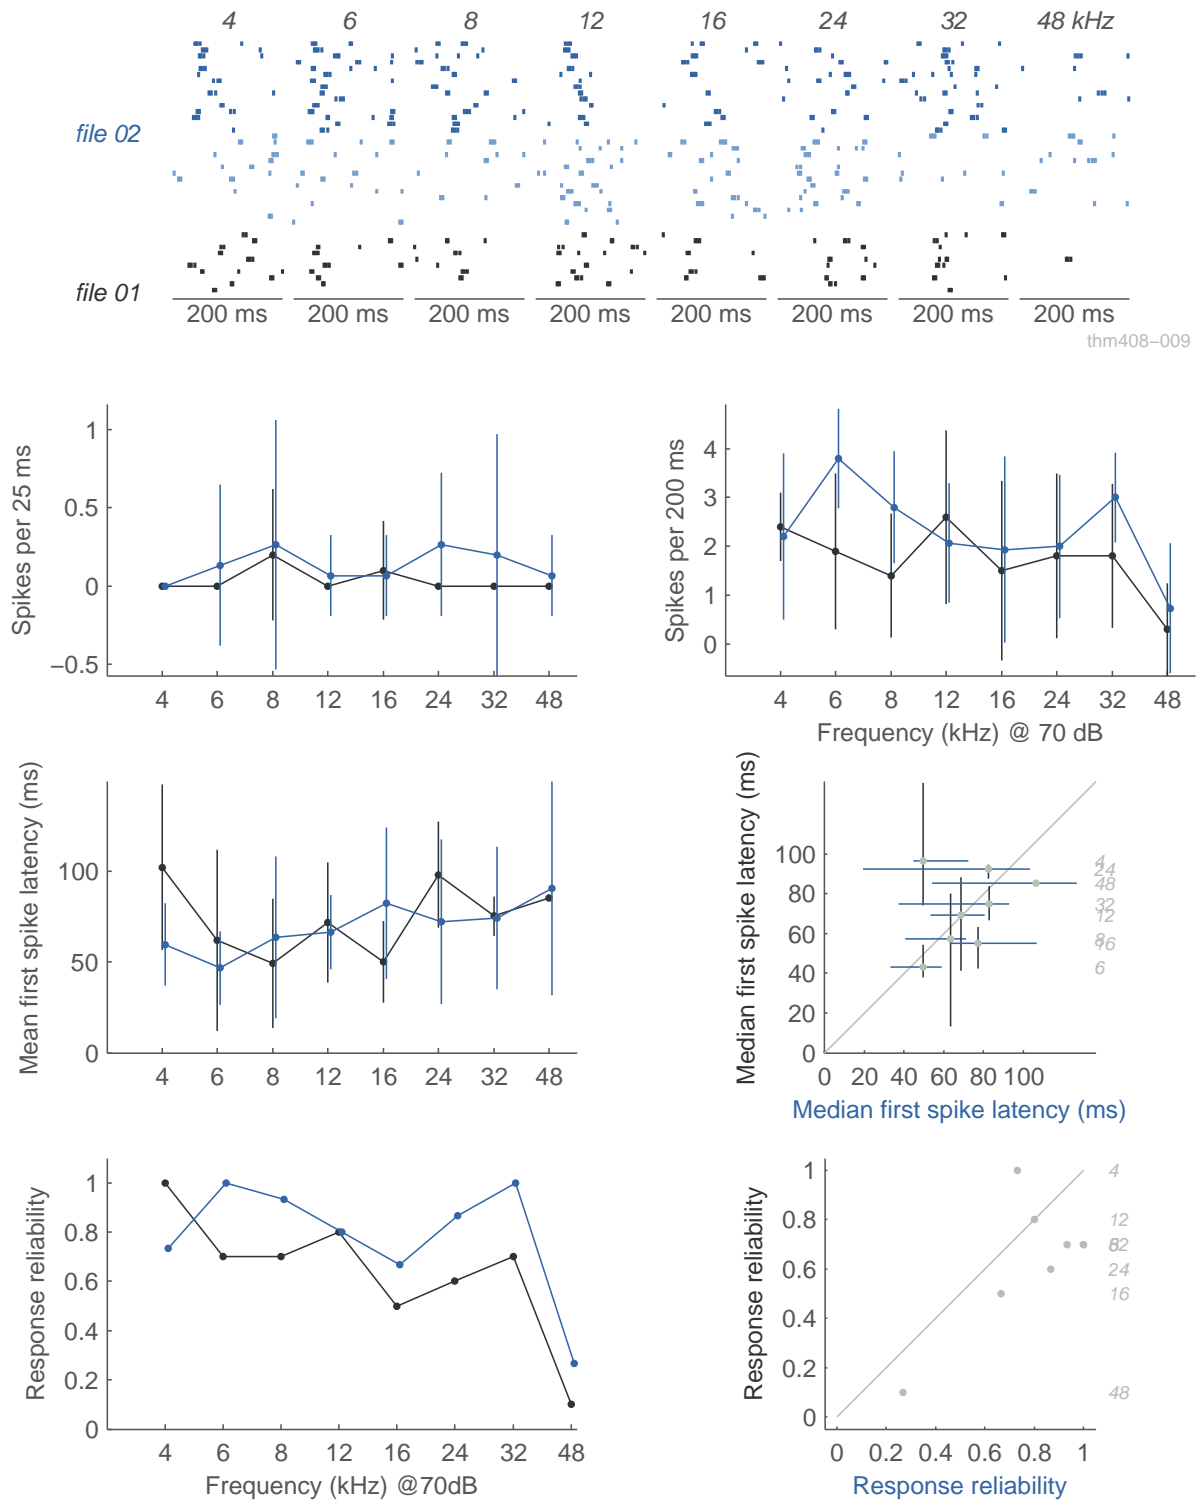 4 6 8 12 16 24 32 48 kHz
file 02
file 01
200 ms 200 ms 200 ms 200 ms 200 ms 200 ms 200 ms 200 ms
thm408–009
Spikes per 25 ms
1
0.5
0
–0.5
4 6 8 12 16 24 32 48
Spikes per 200 ms
4
3
2
1
0
4 6 8 12 16 24 32 48
Frequency (kHz) @ 70 dB
Mean first spike latency (ms)
100
50
0
4 6 8 12 16 24 32 48
Median first spike latency (ms)
100
80
60
40
20
0
0 20 40 60 80 100
Median first spike latency (ms)
4
24
48
32
12
8
16
6
Response reliability
1
0.8
0.6
0.4
0.2
0
4 6 8 12 16 24 32 48
Frequency (kHz) @70dB
Response reliability
1
0.8
0.6
0.4
0.2
0
0 0.2 0.4 0.6 0.8 1
Response reliability
4
12
24
16
48